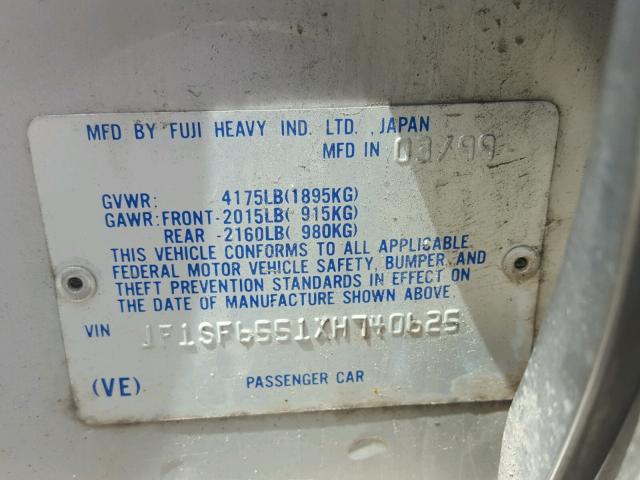 MFD BY FUJI HEAVY IND. LTD. ,JAPAN
MFD IN 03/99
GVWR: 4175LB(1895KG)
GAWR:FRONT-2015LB( 915KG)
REAR -2160LB( 980KG)
THIS VEHICLE CONFORMS TO ALL APPLICABLE
FEDERAL MOTOR VEHICLE SAFETY, BUMPER, AND
THEFT PREVENTION STANDARDS IN EFFECT ON
THE DATE OF MANUFACTURE SHOWN ABOVE.
VIN JF1SF6551XH740625
(VE) PASSENGER CAR